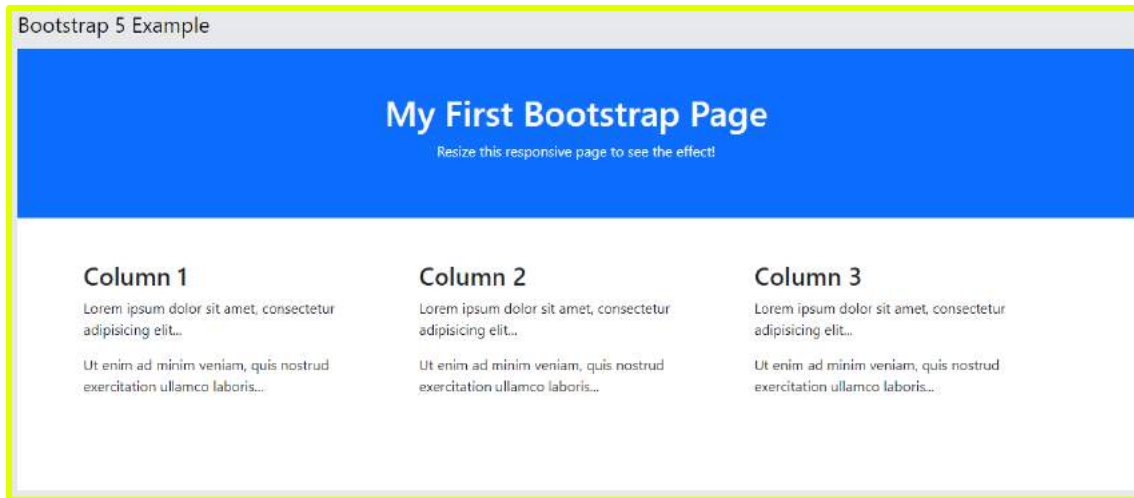 Bootstrap 5 Example
My First Bootstrap Page
Resize this responsive page to see the effect!
Column 1
Lorem ipsum dolor sit amet, consectetur
adipisicing elit...
Ut enim ad minim veniam, quis nostrud
exercitation ullamco laboris...
Column 2
Lorem ipsum dolor sit amet, consectetur
adipisicing elit...
Ut enim ad minim veniam, quis nostrud
exercitation ullamco laboris...
Column 3
Lorem ipsum dolor sit amet, consectetur
adipisicing elit...
Ut enim ad minim veniam, quis nostrud
exercitation ullamco laboris...